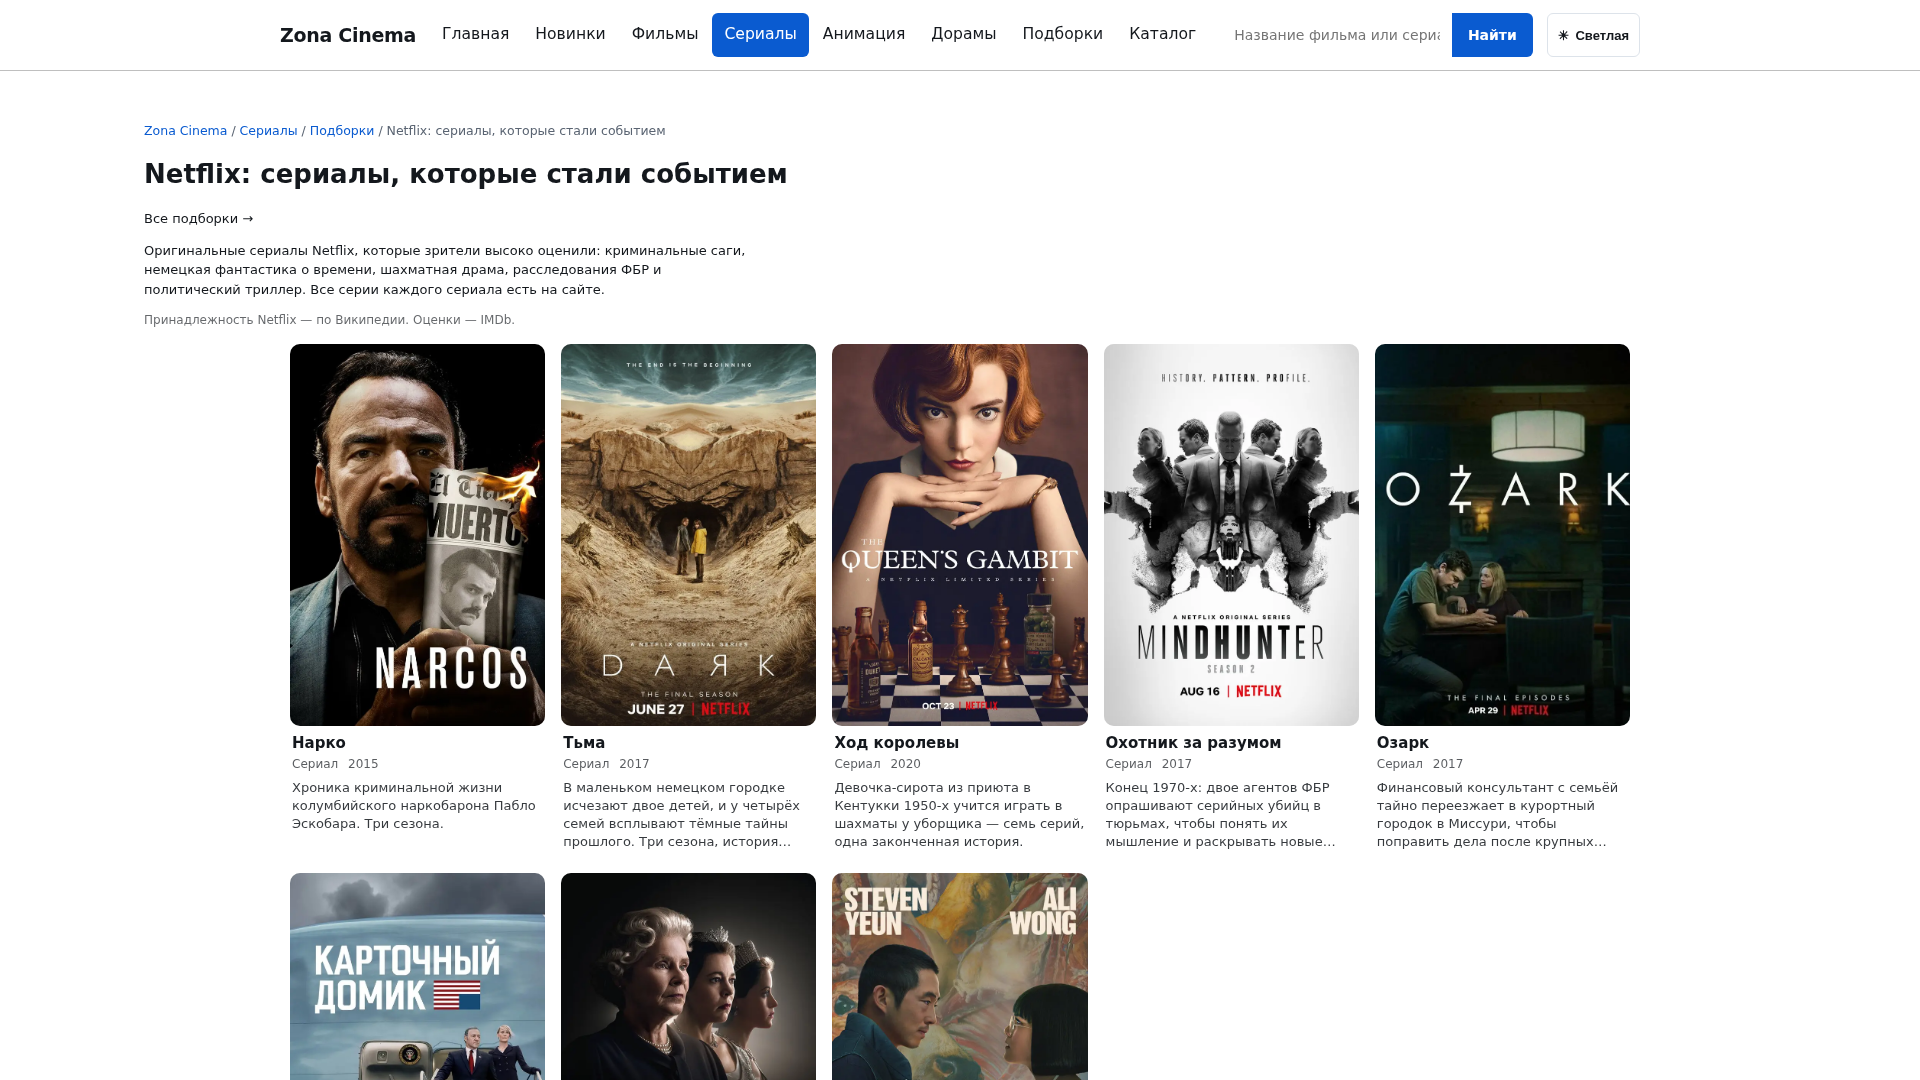 Zona Cinema
Главная
Новинки
Фильмы
Сериалы
Анимация
Дорамы
Подборки
Каталог
Название фильма или сериа
Найти
☀ Светлая
Zona Cinema / Сериалы / Подборки / Netflix: сериалы, которые стали событием
Netflix: сериалы, которые стали событием
Все подборки →
Оригинальные сериалы Netflix, которые зрители высоко оценили: криминальные саги,
немецкая фантастика о времени, шахматная драма, расследования ФБР и
политический триллер. Все серии каждого сериала есть на сайте.
Принадлежность Netflix — по Википедии. Оценки — IMDb.
MUERTO
NARCOS
THE END IS THE BEGINNING
A NETFLIX ORIGINAL SERIES
DAЯK
THE FINAL SEASON
JUNE 27 | NETFLIX
THE
QUEEN'S GAMBIT
A NETFLIX LIMITED SERIES
OCT 23 | NETFLIX
HISTORY. PATTERN. PROFILE.
A NETFLIX ORIGINAL SERIES
MINDHUNTER
SEASON 2
AUG 16 | NETFLIX
OZARK
THE FINAL EPISODES
APR 29 | NETFLIX
Нарко
Сериал 2015
Хроника криминальной жизни
колумбийского наркобарона Пабло
Эскобара. Три сезона.
Тьма
Сериал 2017
В маленьком немецком городке
исчезают двое детей, и у четырёх
семей всплывают тёмные тайны
прошлого. Три сезона, история…
Ход королевы
Сериал 2020
Девочка-сирота из приюта в
Кентукки 1950-х учится играть в
шахматы у уборщика — семь серий,
одна законченная история.
Охотник за разумом
Сериал 2017
Конец 1970-х: двое агентов ФБР
опрашивают серийных убийц в
тюрьмах, чтобы понять их
мышление и раскрывать новые…
Озарк
Сериал 2017
Финансовый консультант с семьёй
тайно переезжает в курортный
городок в Миссури, чтобы
поправить дела после крупных…
КАРТОЧНЫЙ
ДОМИК
STEVEN
YEUN
ALI
WONG